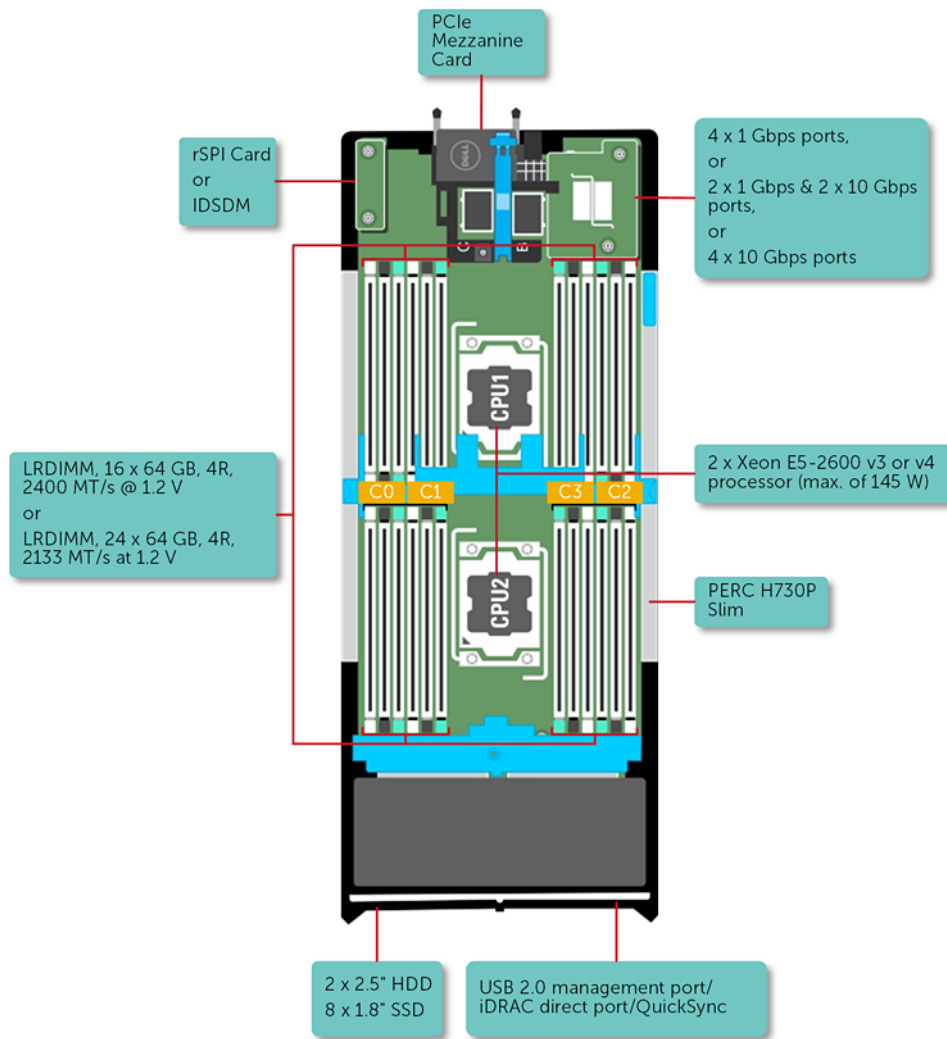 PCIe
Mezzanine
Card
rSPI Card
or
IDSDM
4 x 1 Gbps ports,
or
2 x 1 Gbps & 2 x 10 Gbps
ports,
or
4 x 10 Gbps ports
DELL
C
B
CPU1
LRDIMM, 16 x 64 GB, 4R,
2400 MT/s @ 1.2 V
or
LRDIMM, 24 x 64 GB, 4R,
2133 MT/s at 1.2 V
C0
C1
C3
C2
2 x Xeon E5-2600 v3 or v4
processor (max. of 145 W)
CPU2
PERC H730P
Slim
2 x 2.5" HDD
8 x 1.8" SSD
USB 2.0 management port/
iDRAC direct port/QuickSync